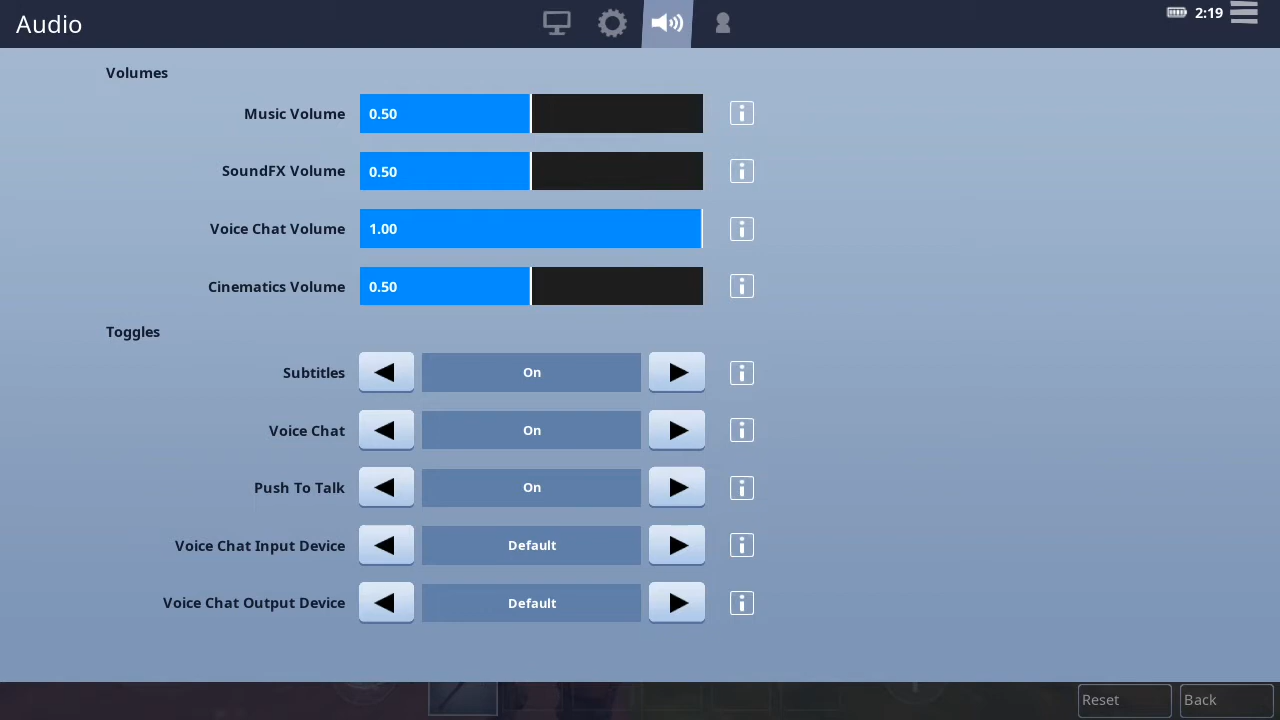 Audio
2:19
Volumes
Music Volume 0.50
SoundFX Volume 0.50
Voice Chat Volume 1.00
Cinematics Volume 0.50
Toggles
Subtitles On
Voice Chat On
Push To Talk On
Voice Chat Input Device Default
Voice Chat Output Device Default
Reset Back